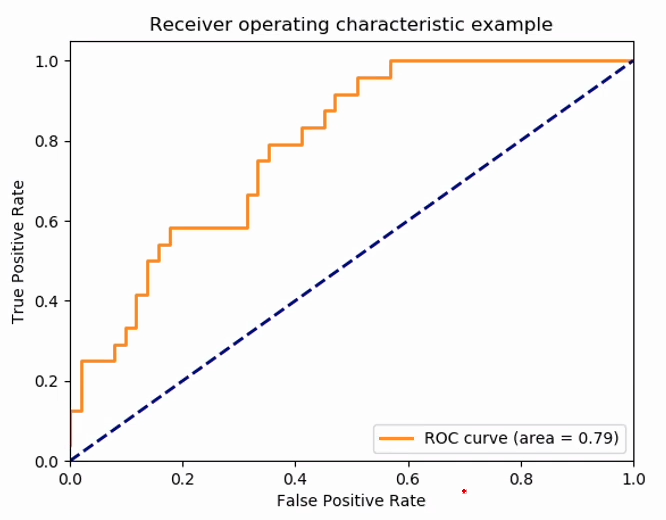 Receiver operating characteristic example
True Positive Rate
1.0
0.8
0.6
0.4
0.2
0.0
ROC curve (area = 0.79)
0.0 0.2 0.4 0.6 0.8 1.0
False Positive Rate